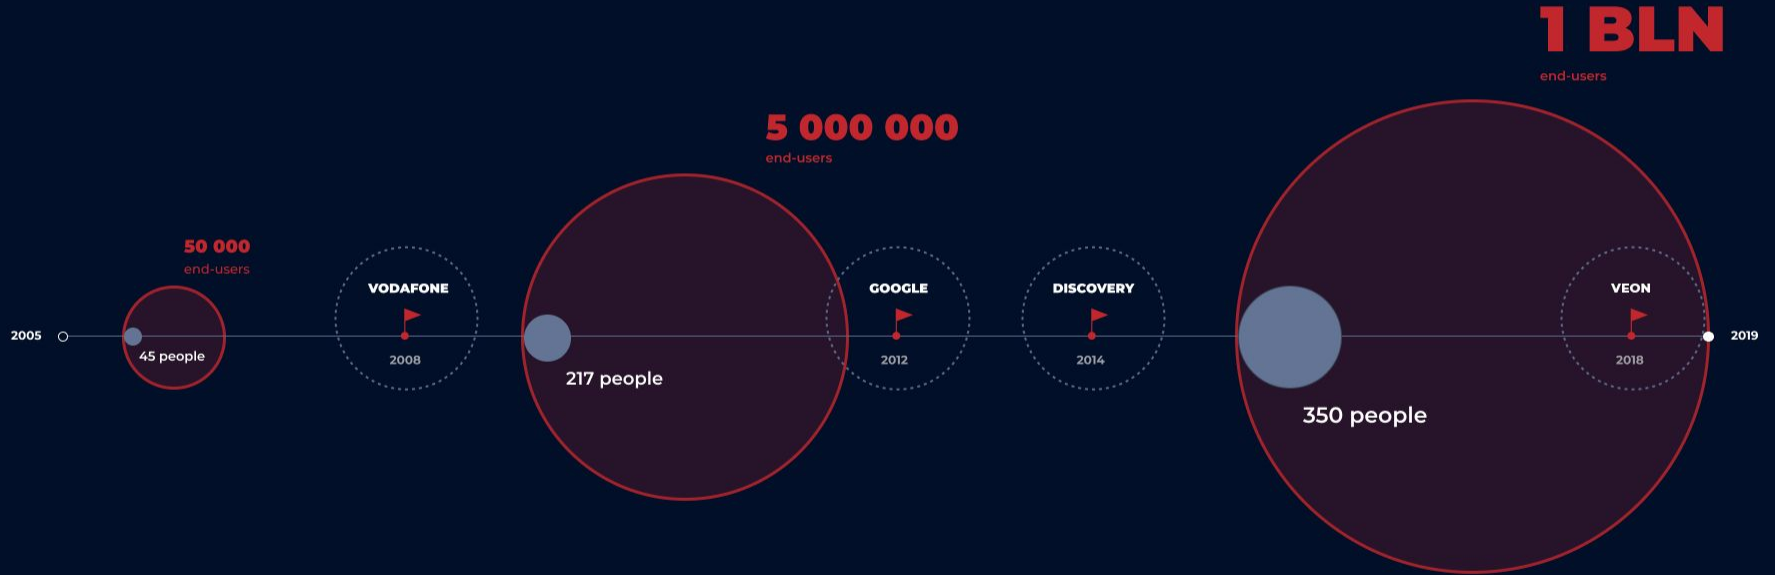 1 BLN
end-users
5 000 000
end-users
50 000
end-users
VODAFONE
GOOGLE
DISCOVERY
VEON
2005
2019
45 people
2008
2012
2014
2018
217 people
350 people